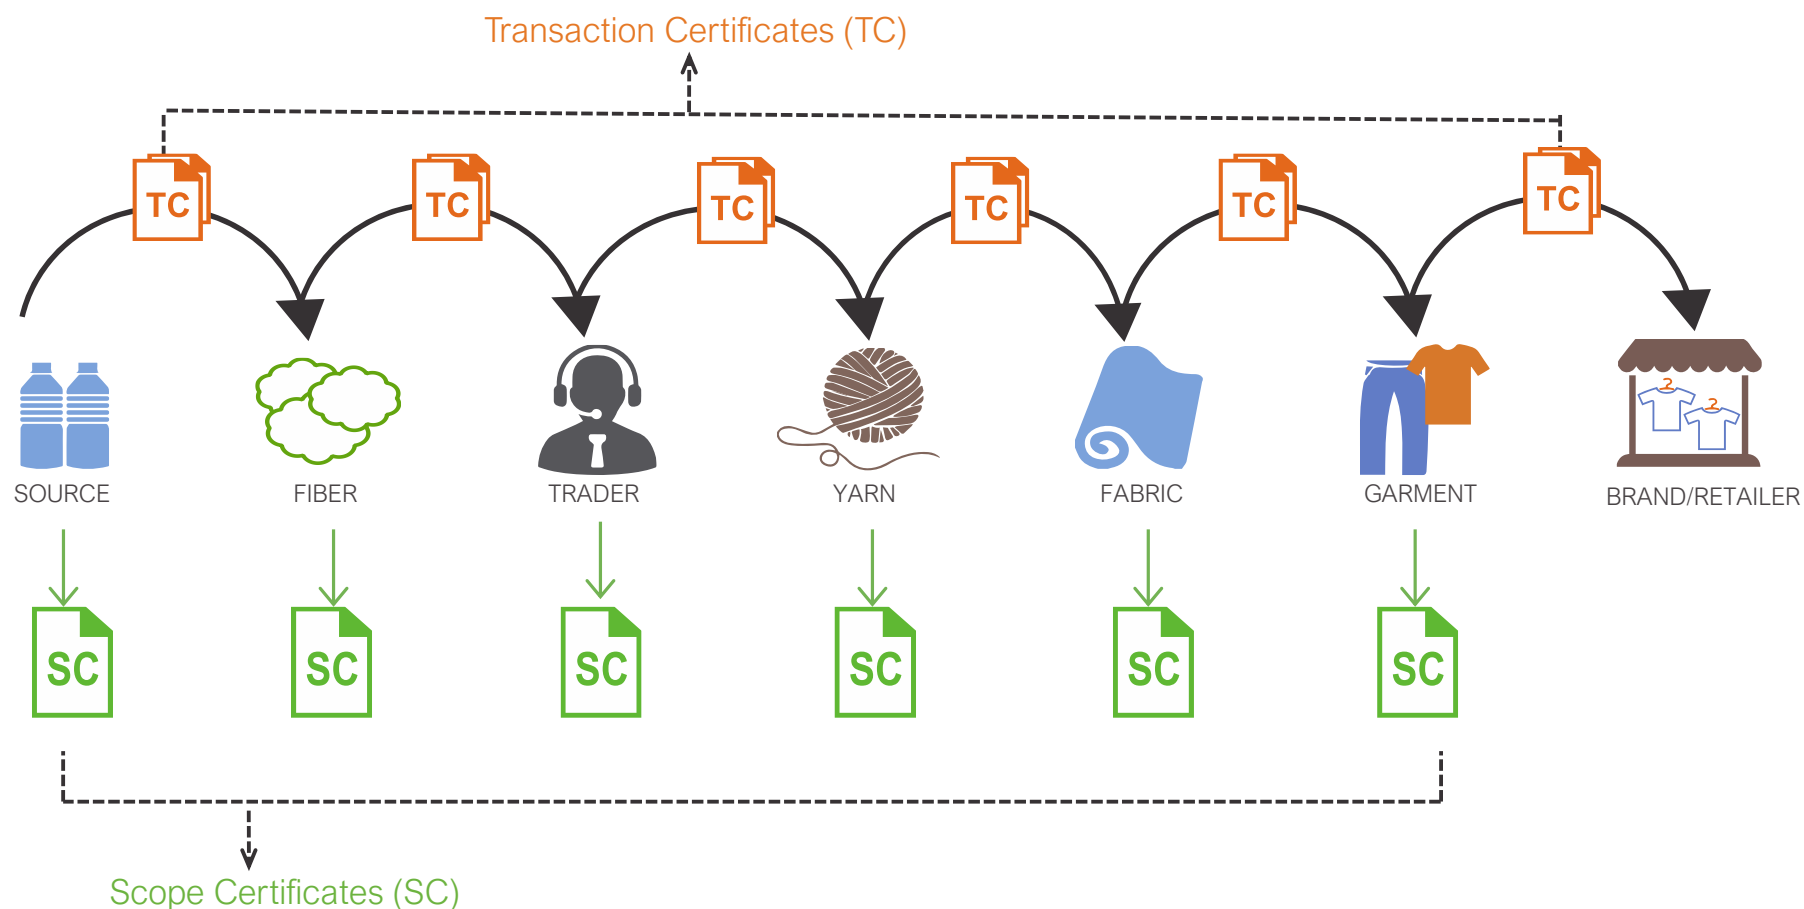 Transaction Certificates (TC)
TC
TC
TC
TC
TC
TC
SOURCE
FIBER
TRADER
YARN
FABRIC
GARMENT
BRAND/RETAILER
SC
SC
SC
SC
SC
SC
Scope Certificates (SC)